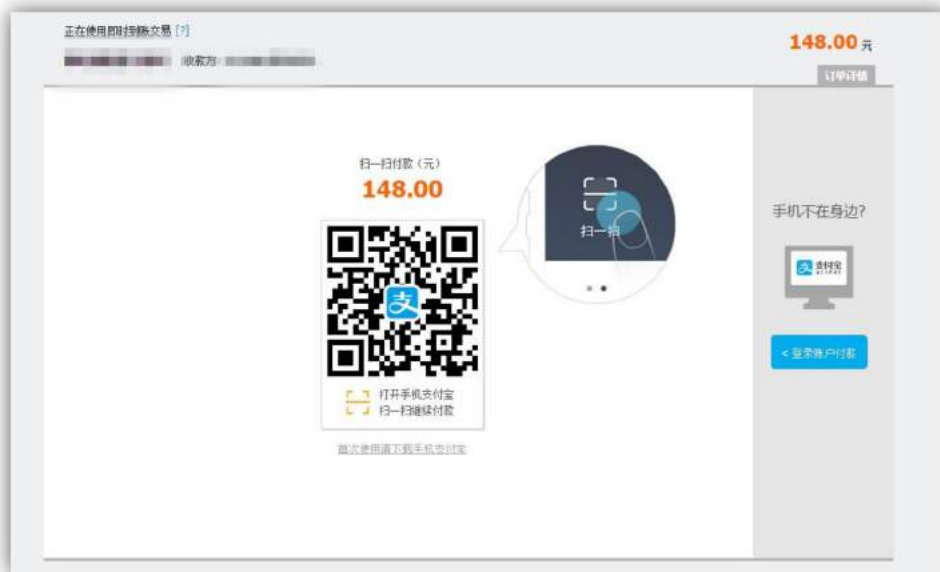 正在使用即时到账交易 [?]
收款方:
148.00 元
订单详情
扫一扫付款（元）
148.00
支
打开手机支付宝
扫一扫继续付款
首次使用请下载手机支付宝
扫一扫
手机不在身边?
支 支付宝
< 登录账户付款